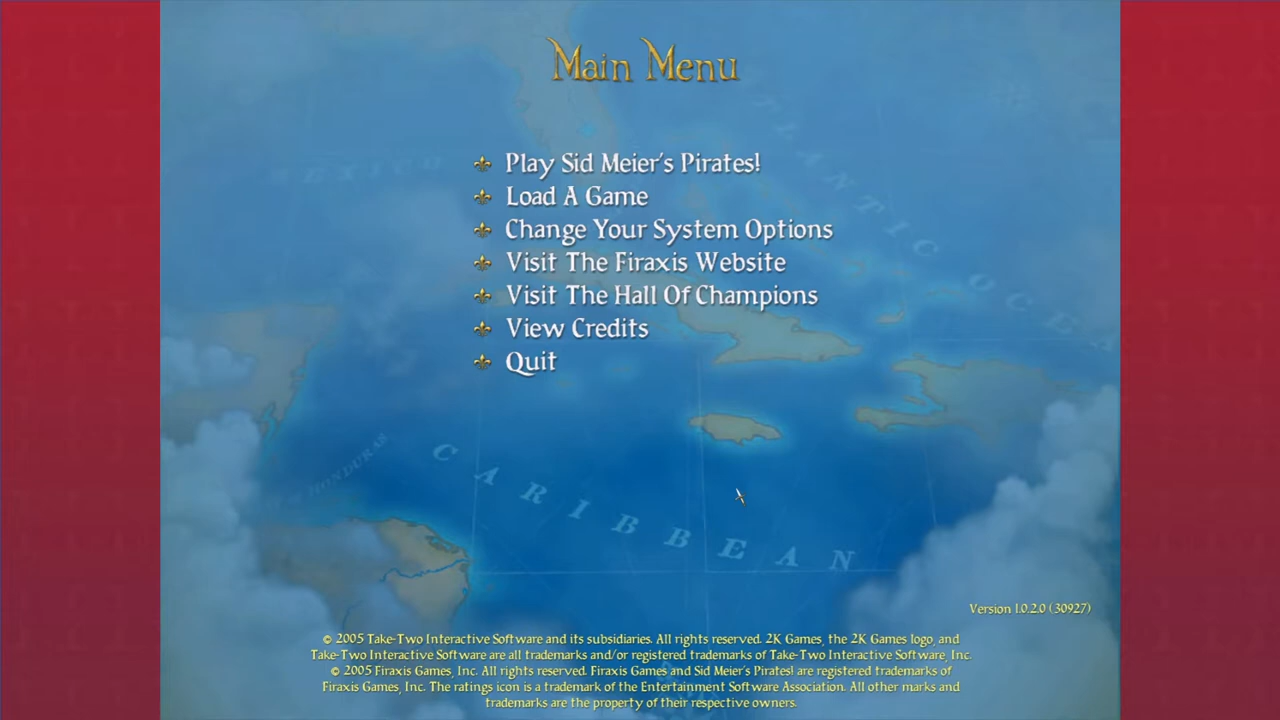 Main Menu
Play Sid Meier's Pirates!
Load A Game
Change Your System Options
Visit The Firaxis Website
Visit The Hall Of Champions
View Credits
Quit
ATLANTIC OCEA
HONDURAS
CARIBBEAN
Version 1.0.2.0 (30927)
© 2005 Take-Two Interactive Software and its subsidiaries. All rights reserved. 2K Games, the 2K Games logo, and
Take-Two Interactive Software are all trademarks and/or registered trademarks of Take-Two Interactive Software, Inc.
© 2005 Firaxis Games, Inc. All rights reserved. Firaxis Games and Sid Meier's Pirates! are registered trademarks of
Firaxis Games, Inc. The ratings icon is a trademark of the Entertainment Software Association. All other marks and
trademarks are the property of their respective owners.